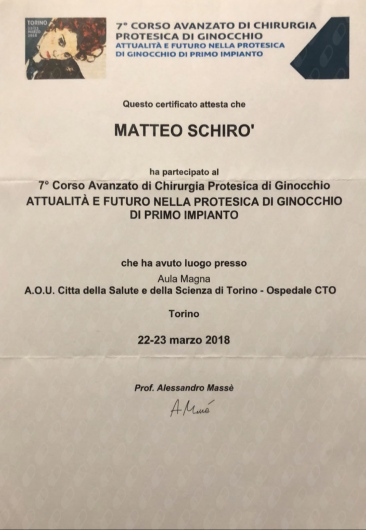 TORINO
7° CORSO AVANZATO DI CHIRURGIA
PROTESICA DI GINOCCHIO
ATTUALITÀ E FUTURO NELLA PROTESICA
DI GINOCCHIO DI PRIMO IMPIANTO
Questo certificato attesta che
MATTEO SCHIRO'
ha partecipato al
7° Corso Avanzato di Chirurgia Protesica di Ginocchio
ATTUALITÀ E FUTURO NELLA PROTESICA DI GINOCCHIO
DI PRIMO IMPIANTO
che ha avuto luogo presso
Aula Magna
A.O.U. Citta della Salute e della Scienza di Torino - Ospedale CTO
Torino
22-23 marzo 2018
Prof. Alessandro Massè